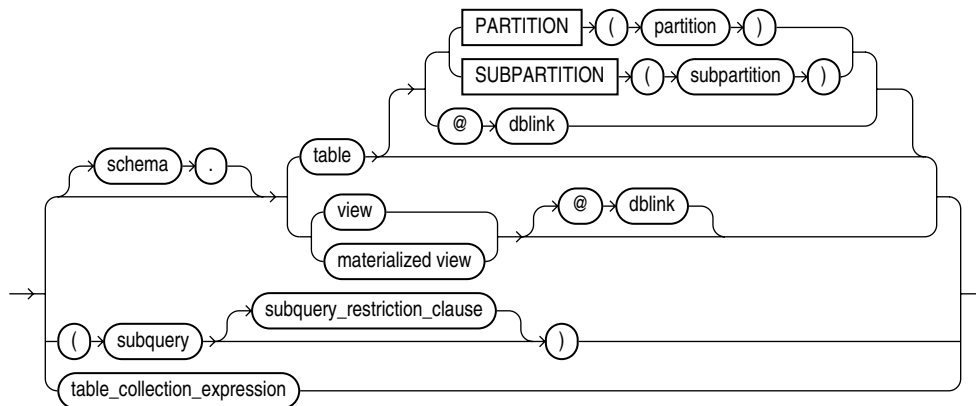 PARTITION ( partition )
SUBPARTITION ( subpartition )
@ dblink
schema .
table
view
@ dblink
materialized view
subquery_restriction_clause
( subquery )
table_collection_expression